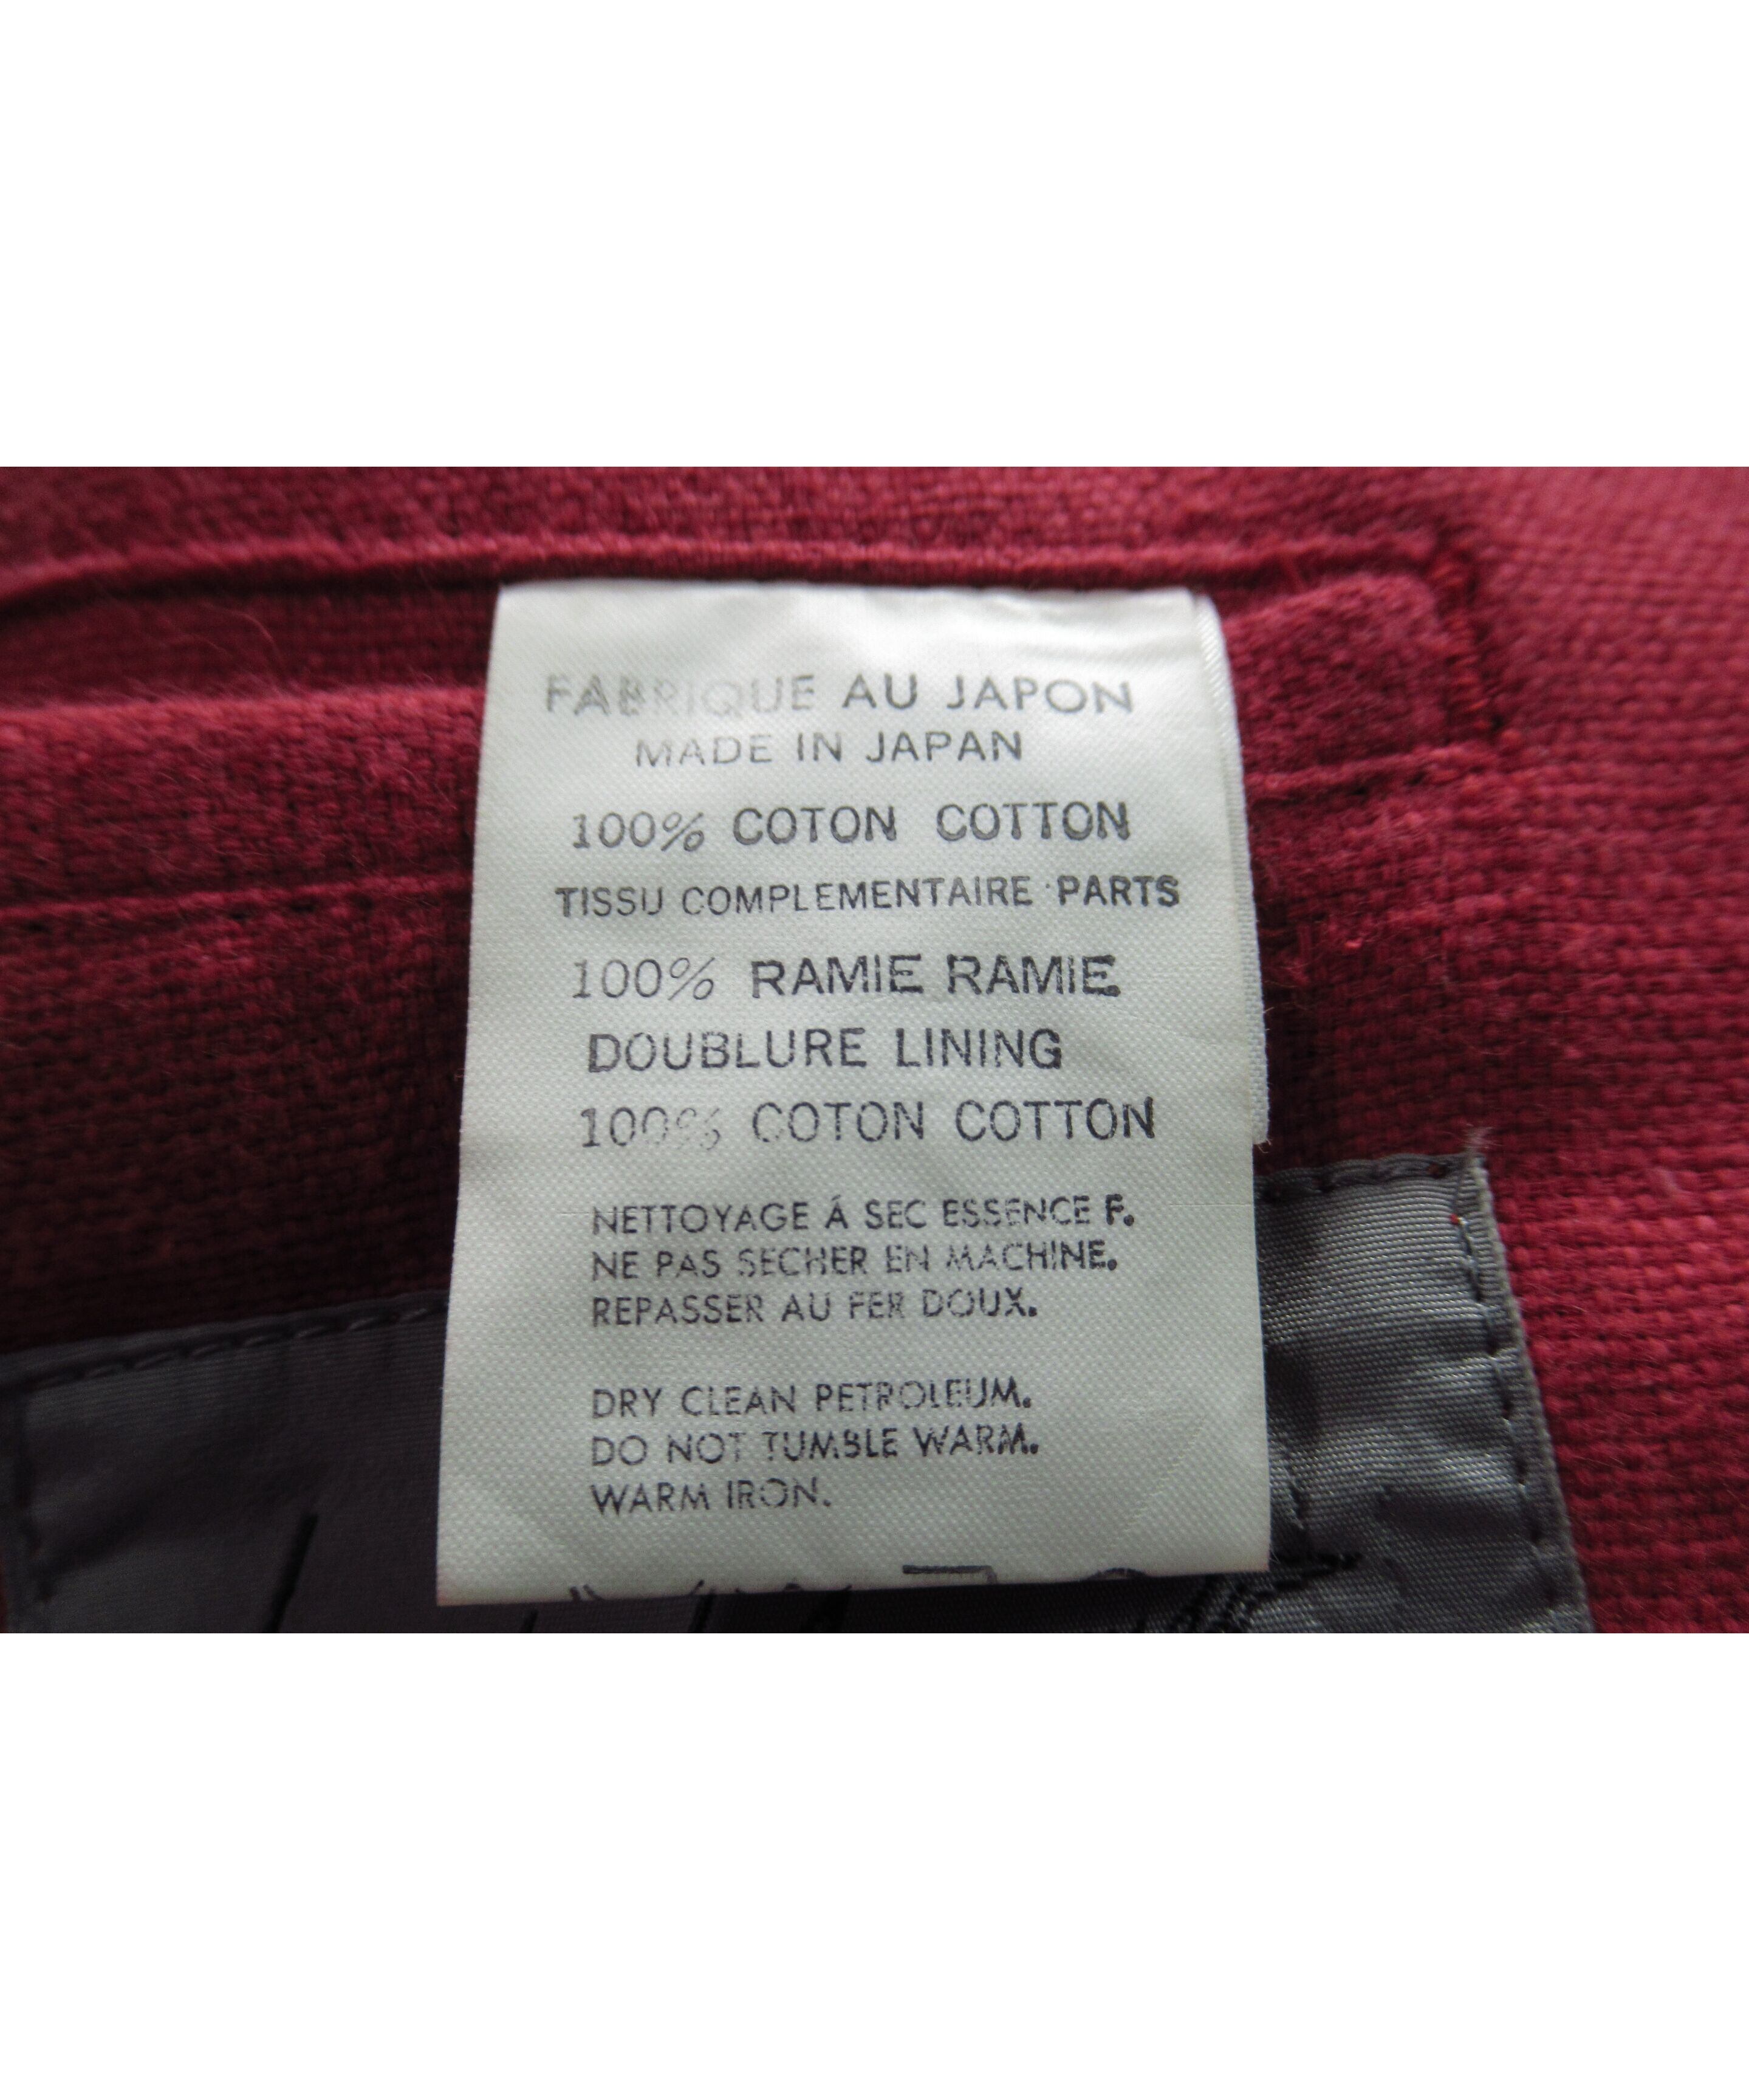 FABRIQUE AU JAPON
MADE IN JAPAN
100% COTON COTTON
TISSU COMPLEMENTAIRE PARTS
100% RAMIE RAMIE
DOUBLURE LINING
100% COTON COTTON
NETTOYAGE Á SEC ESSENCE F.
NE PAS SECHER EN MACHINE.
REPASSER AU FER DOUX.
DRY CLEAN PETROLEUM.
DO NOT TUMBLE WARM.
WARM IRON.